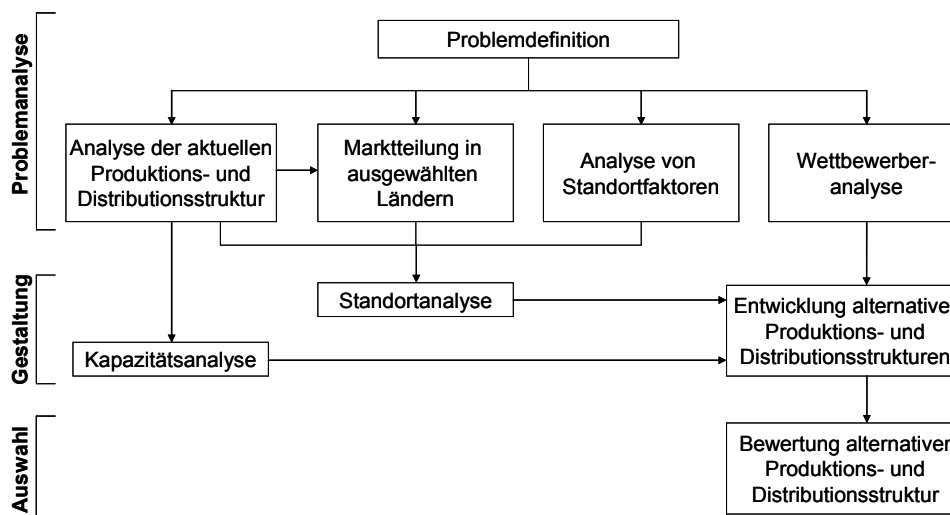 Problemanalyse
Problemdefinition
Analyse der aktuellen
Produktions- und
Distributionsstruktur
Marktteilung in
ausgewählten
Ländern
Analyse von
Standortfaktoren
Wettbewerber-
analyse
Gestaltung
Standortanalyse
Entwicklung alternative
Produktions- und
Distributionsstrukturen
Kapazitätsanalyse
Auswahl
Bewertung alternativer
Produktions- und
Distributionsstruktur